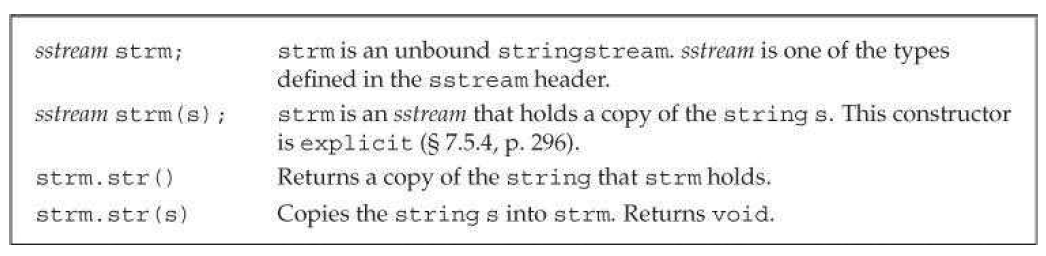 sstream strm; strm is an unbound stringstream. sstream is one of the types
defined in the sstream header.
sstream strm(s); strm is an sstream that holds a copy of the string s. This constructor
is explicit (§ 7.5.4, p. 296).
strm.str() Returns a copy of the string that strm holds.
strm.str(s) Copies the string s into strm. Returns void.